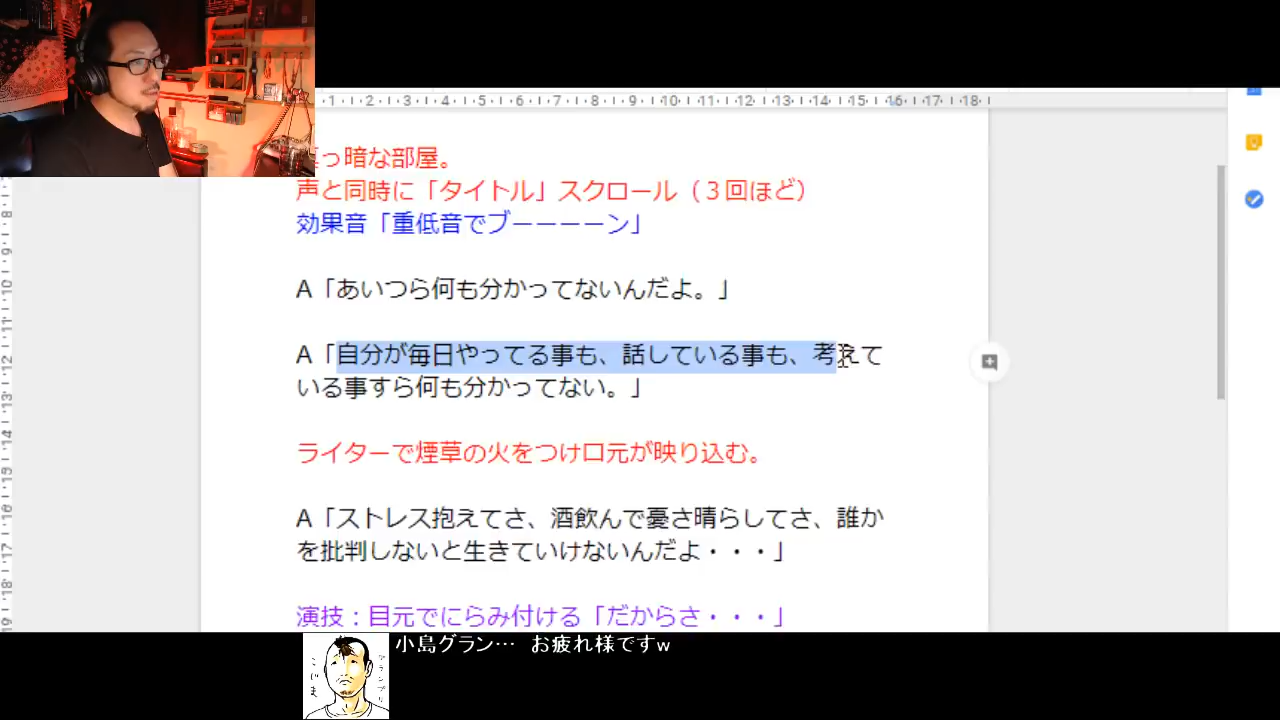 っ暗な部屋。
声と同時に「タイトル」スクロール（３回ほど）
効果音「重低音でブーーーーン」
A「あいつら何も分かってないんだよ。」
A「自分が毎日やってる事も、話している事も、考えて
いる事すら何も分かってない。」
ライターで煙草の火をつけ口元が映り込む。
A「ストレス抱えてさ、酒飲んで憂さ晴らしてさ、誰か
を批判しないと生きていけないんだよ・・・」
演技：目元でにらみ付ける「だからさ・・・」
小島グラン… お疲れ様ですw